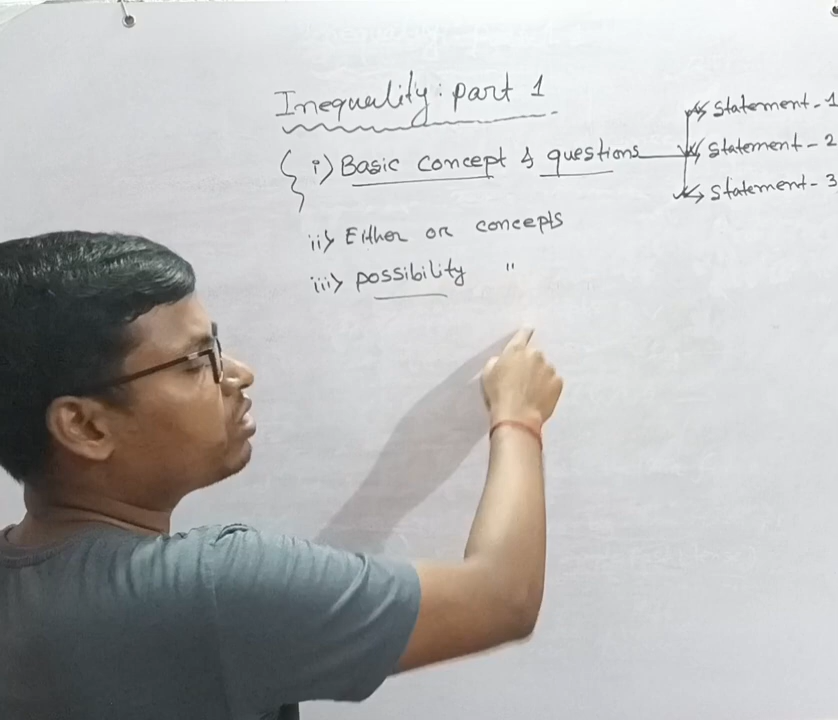 Inequality: part 1
i) Basic concept & questions
Statement - 1
Statement - 2
Statement - 3
ii) Either or concepts
iii) possibility "